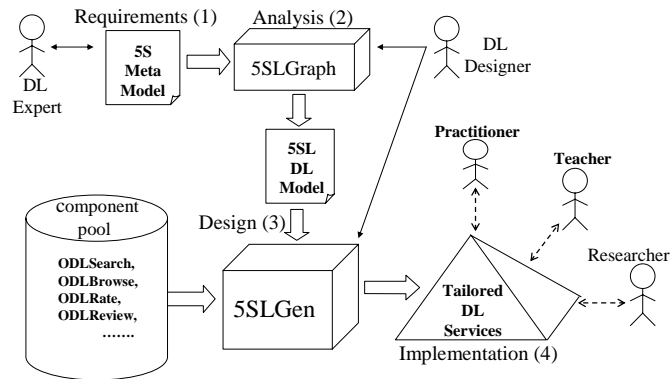 Requirements (1)
Analysis (2)
5S
Meta
Model
5SLGraph
DL
Expert
DL
Designer
5SL
DL
Model
Practitioner
Teacher
component
pool
Design (3)
ODLSearch,
ODLBrowse,
ODLRate,
ODLReview,
…….
5SLGen
Tailored
DL
Services
Researcher
Implementation (4)